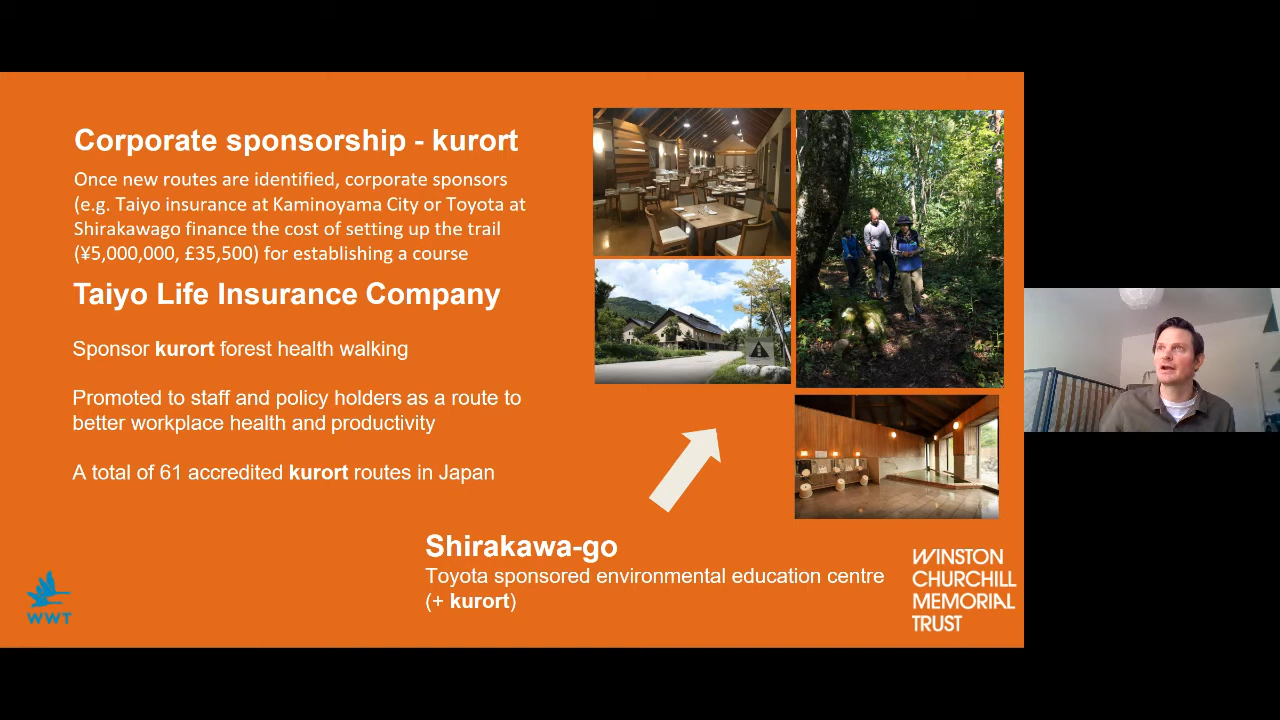 Corporate sponsorship - kurort
Once new routes are identified, corporate sponsors
(e.g. Taiyo insurance at Kaminoyama City or Toyota at
Shirakawago finance the cost of setting up the trail
(¥5,000,000, £35,500) for establishing a course
Taiyo Life Insurance Company
Sponsor kurort forest health walking
Promoted to staff and policy holders as a route to
better workplace health and productivity
A total of 61 accredited kurort routes in Japan
Shirakawa-go
Toyota sponsored environmental education centre
(+ kurort)
WWT
WINSTON
CHURCHILL
MEMORIAL
TRUST